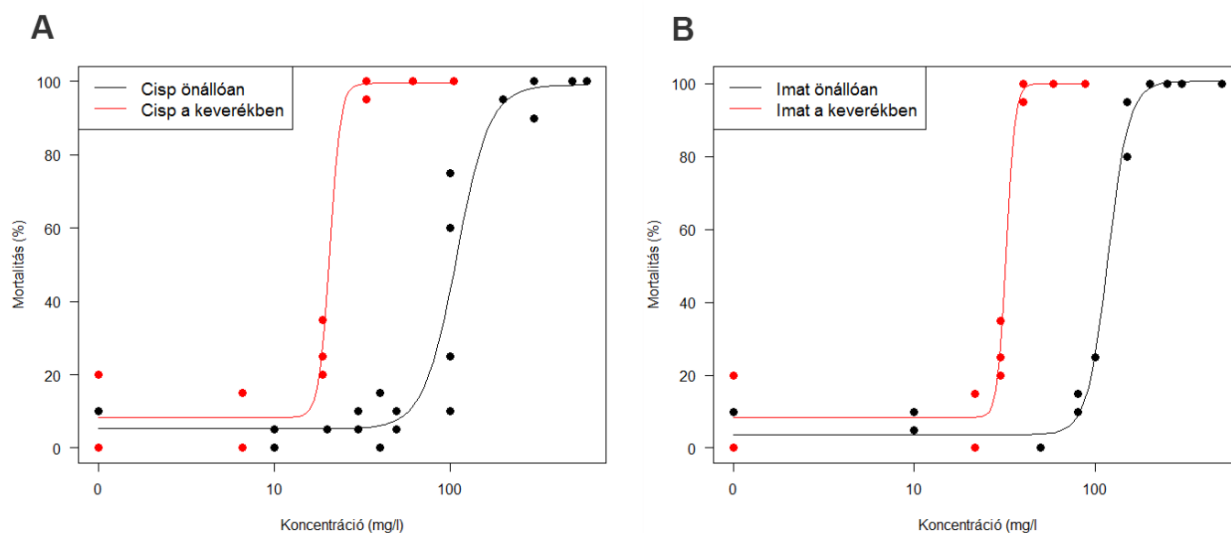 A
Cisp önállóan
Cisp a keverékben
100
80
60
40
20
0
Mortalitás (%)
0 10 100
Koncentráció (mg/l)
B
Imat önállóan
Imat a keverékben
100
80
60
40
20
0
Mortalitás (%)
0 10 100
Koncentráció (mg/l